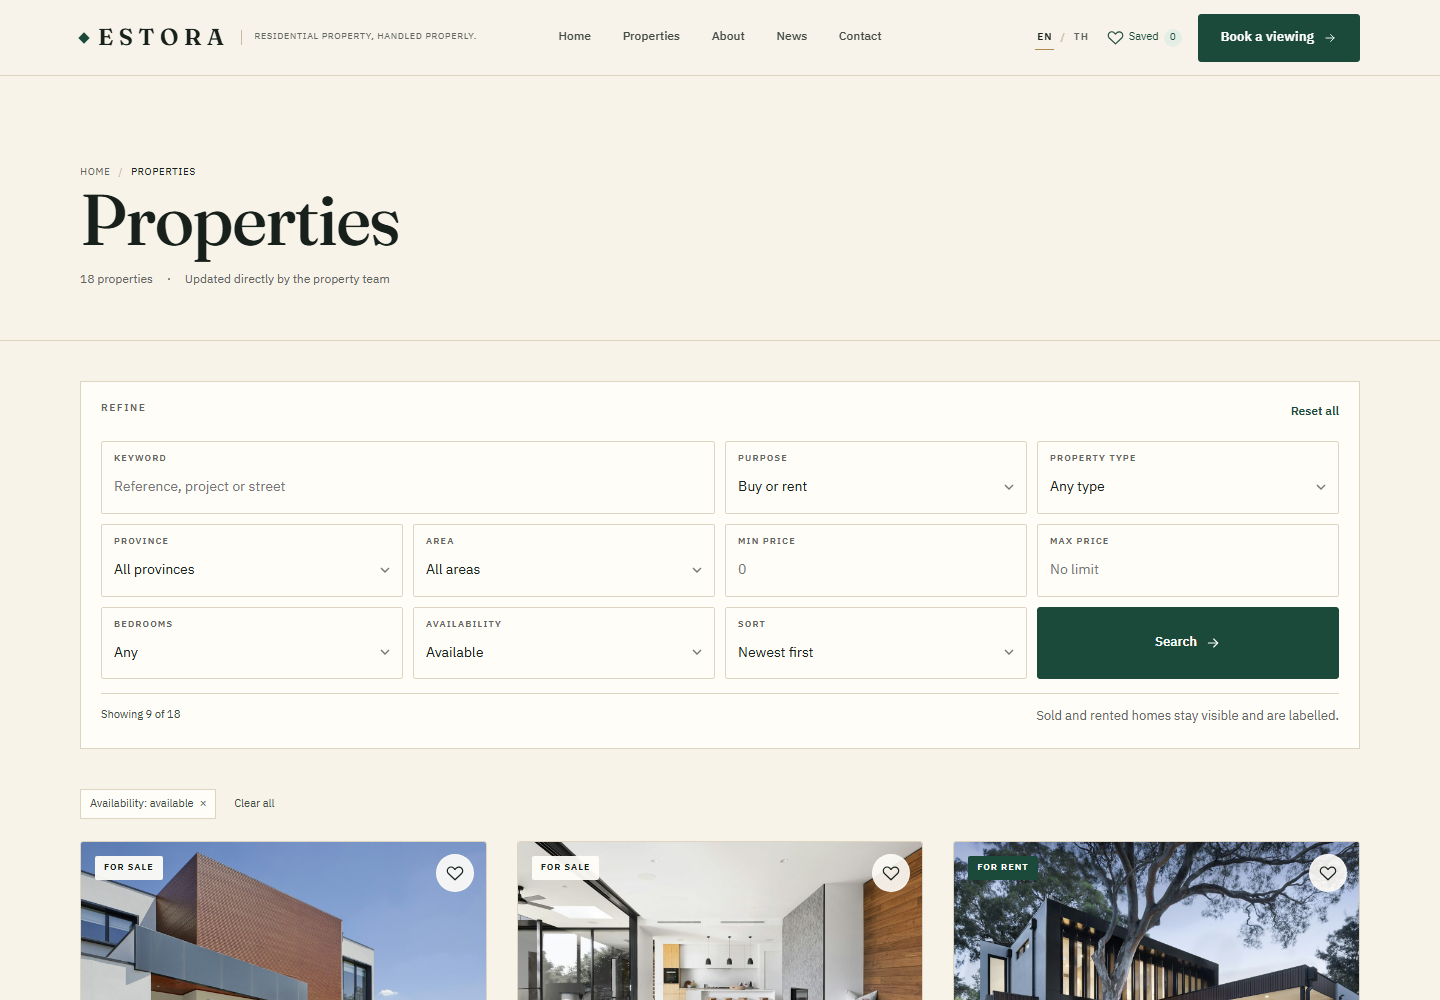 ESTORA
RESIDENTIAL PROPERTY, HANDLED PROPERLY.
Home
Properties
About
News
Contact
EN / TH
Saved 0
Book a viewing →
HOME / PROPERTIES
Properties
18 properties · Updated directly by the property team
REFINE
Reset all
KEYWORD
Reference, project or street
PURPOSE
Buy or rent
PROPERTY TYPE
Any type
PROVINCE
All provinces
AREA
All areas
MIN PRICE
0
MAX PRICE
No limit
BEDROOMS
Any
AVAILABILITY
Available
SORT
Newest first
Search →
Showing 9 of 18
Sold and rented homes stay visible and are labelled.
Availability: available ×
Clear all
FOR SALE
FOR SALE
FOR RENT